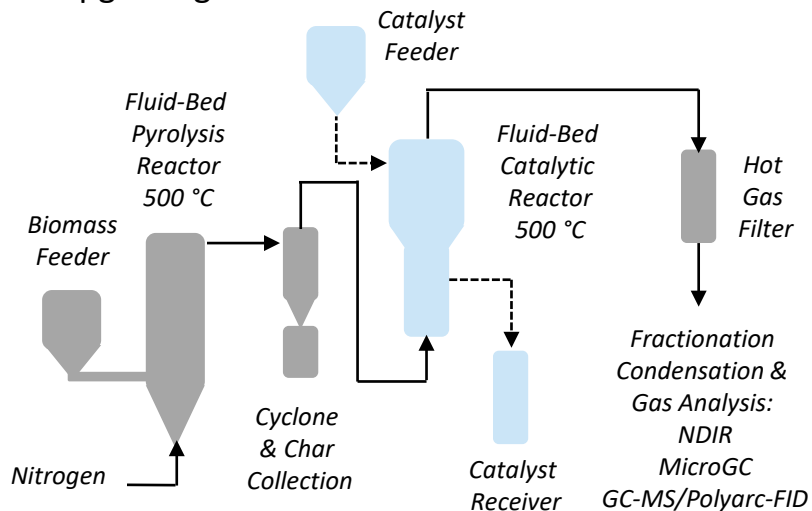 Catalyst
Feeder
Fluid-Bed
Pyrolysis
Reactor
500 °C
Fluid-Bed
Catalytic
Reactor
500 °C
Hot
Gas
Filter
Biomass
Feeder
Cyclone
& Char
Collection
Nitrogen
Catalyst
Receiver
Fractionation
Condensation &
Gas Analysis:
NDIR
MicroGC
GC-MS/Polyarc-FID